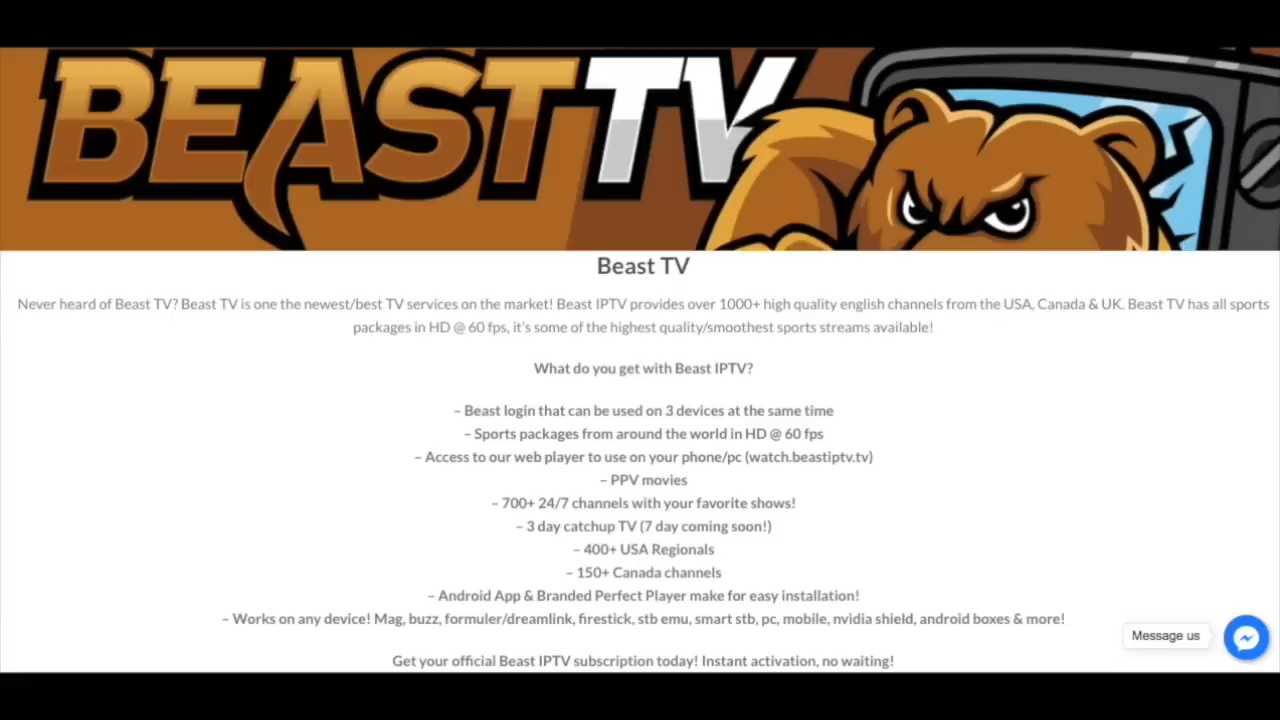 BEASTTV
Beast TV
Never heard of Beast TV? Beast TV is one the newest/best TV services on the market! Beast IPTV provides over 1000+ high quality english channels from the USA, Canada & UK. Beast TV has all sports
packages in HD @ 60 fps, it's some of the highest quality/smoothest sports streams available!
What do you get with Beast IPTV?
– Beast login that can be used on 3 devices at the same time
– Sports packages from around the world in HD @ 60 fps
– Access to our web player to use on your phone/pc (watch.beastiptv.tv)
– PPV movies
– 700+ 24/7 channels with your favorite shows!
– 3 day catchup TV (7 day coming soon!)
– 400+ USA Regionals
– 150+ Canada channels
– Android App & Branded Perfect Player make for easy installation!
– Works on any device! Mag, buzz, formuler/dreamlink, firestick, stb emu, smart stb, pc, mobile, nvidia shield, android boxes & more!
Message us
Get your official Beast IPTV subscription today! Instant activation, no waiting!